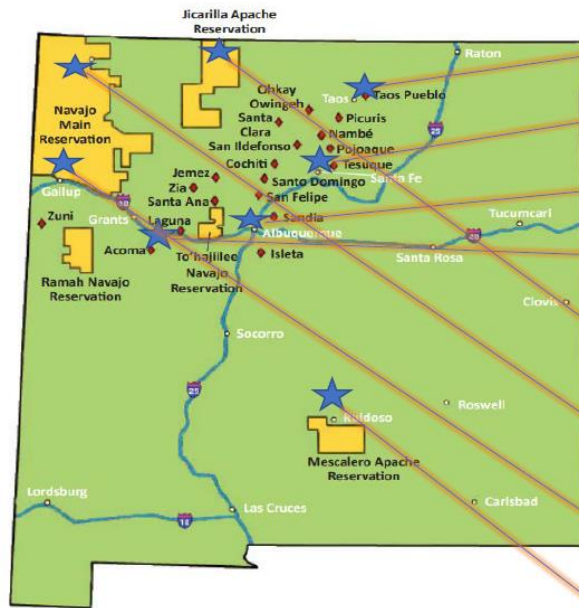 Jicarilla Apache
Reservation
Raton
Ohkay
Owingeh
Taos
Taos Pueblo
Navajo
Main
Reservation
Santa
Clara
Picuris
Nambé
San Ildefonso
Pojoaque
25
Cochiti
Tesuque
Jemez
Santa Fe
Gallup
Zia
Santo Domingo
Santa Ana
San Felipe
Zuni
Grants
Laguna
Sandia
Tucumcari
Albuquerque
Acoma
To'hajiilee
Navajo
Reservation
Isleta
Santa Rosa
Ramah Navajo
Reservation
Clovis
Socorro
25
Roswell
Ruidoso
Mescalero Apache
Reservation
Lordsburg
Las Cruces
Carlsbad
10